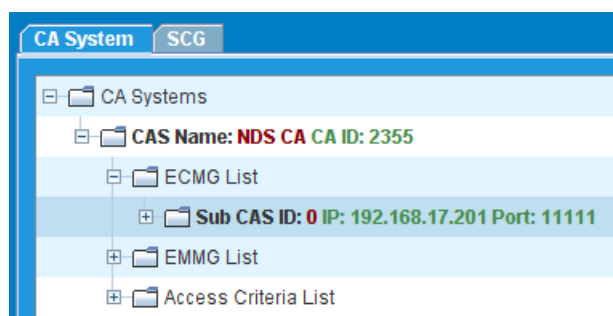 CA System SCG
CA Systems
CAS Name: NDS CA CA ID: 2355
ECMG List
Sub CAS ID: 0 IP: 192.168.17.201 Port: 11111
EMMG List
Access Criteria List